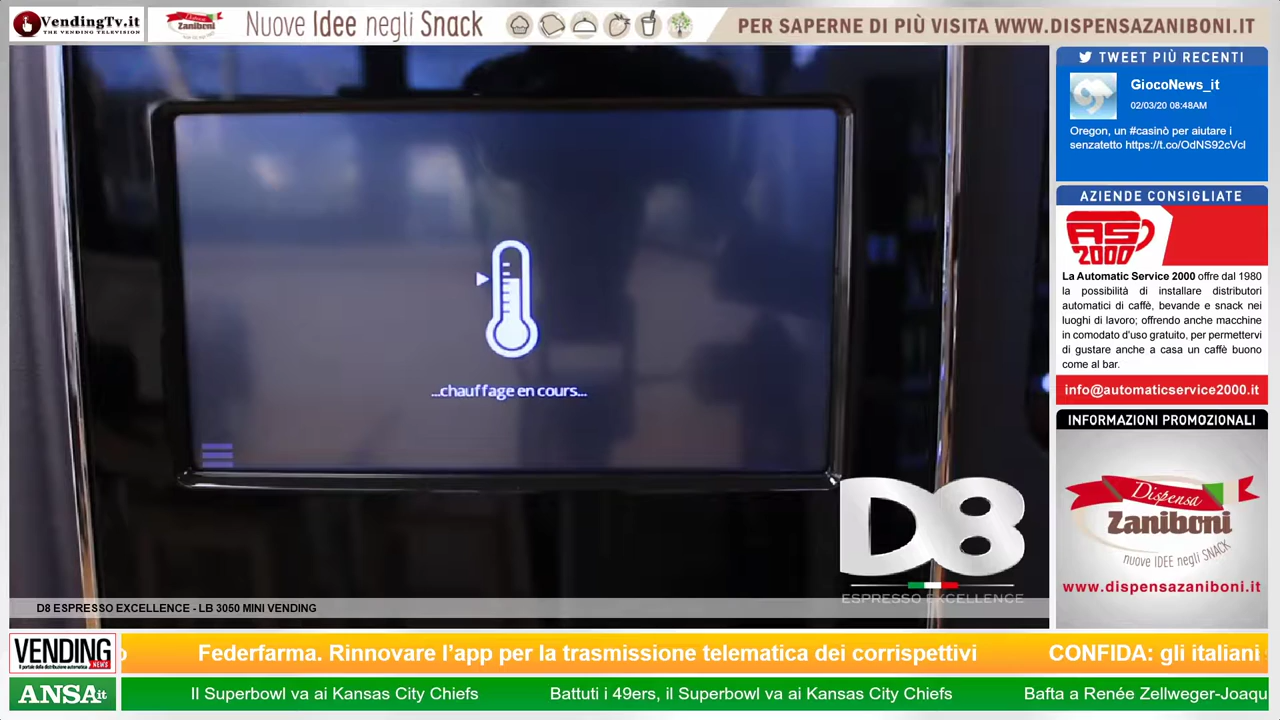 VendingTv.it
THE VENDING TELEVISION
Dispensa
Zaniboni
Nuove Idee negli Snack
PER SAPERNE DI PIÙ VISITA WWW.DISPENSAZANIBONI.IT
...chauffage en cours...
D8
ESPRESSO EXCELLENCE
D8 ESPRESSO EXCELLENCE - LB 3050 MINI VENDING
TWEET PIÙ RECENTI
GiocoNews_it
02/03/20 08:48AM
Oregon, un #casinò per aiutare i
senzatetto https://t.co/OdNS92cVcI
AZIENDE CONSIGLIATE
AS
2000
La Automatic Service 2000 offre dal 1980
la possibilità di installare distributori
automatici di caffè, bevande e snack nei
luoghi di lavoro; offrendo anche macchine
in comodato d'uso gratuito, per permettervi
di gustare anche a casa un caffè buono
come al bar.
info@automaticservice2000.it
INFORMAZIONI PROMOZIONALI
Dispensa
Zaniboni
nuove IDEE negli SNACK
www.dispensazaniboni.it
VENDING
NEWS
Il portale della distribuzione automatica
o Federfarma. Rinnovare l'app per la trasmissione telematica dei corrispettivi CONFIDA: gli italiani
ANSA.it
Il Superbowl va ai Kansas City Chiefs Battuti i 49ers, il Superbowl va ai Kansas City Chiefs Bafta a Renée Zellweger-Joaqu